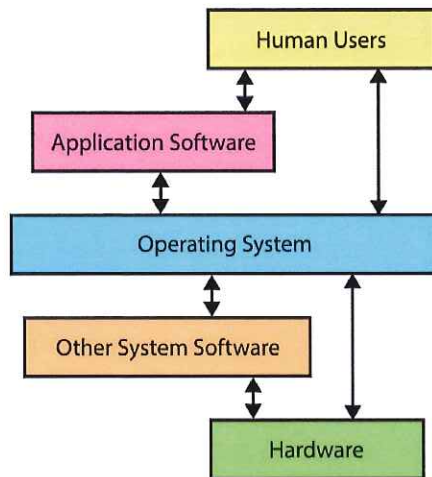 Human Users
Application Software
Operating System
Other System Software
Hardware